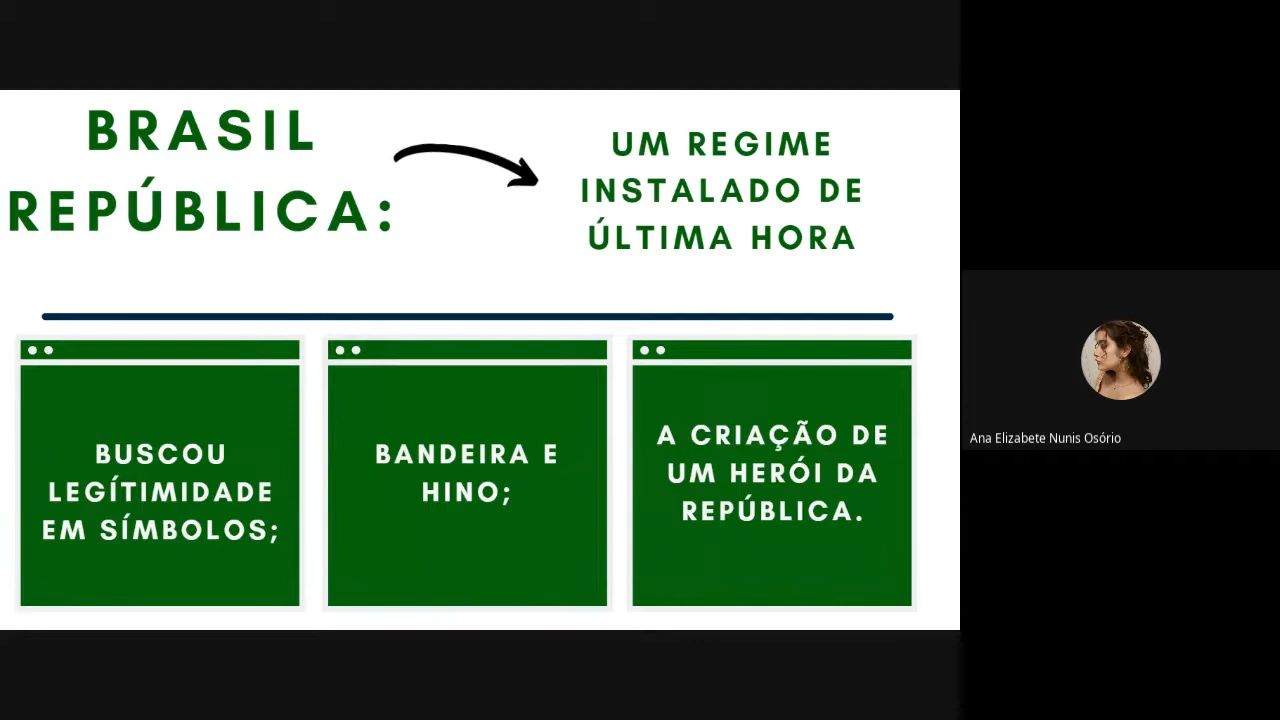 BRASIL
REPÚBLICA:
UM REGIME
INSTALADO DE
ÚLTIMA HORA
BUSCOU
LEGÍTIMIDADE
EM SÍMBOLOS;
BANDEIRA E
HINO;
A CRIAÇÃO DE
UM HERÓI DA
REPÚBLICA.
Ana Elizabete Nunis Osório